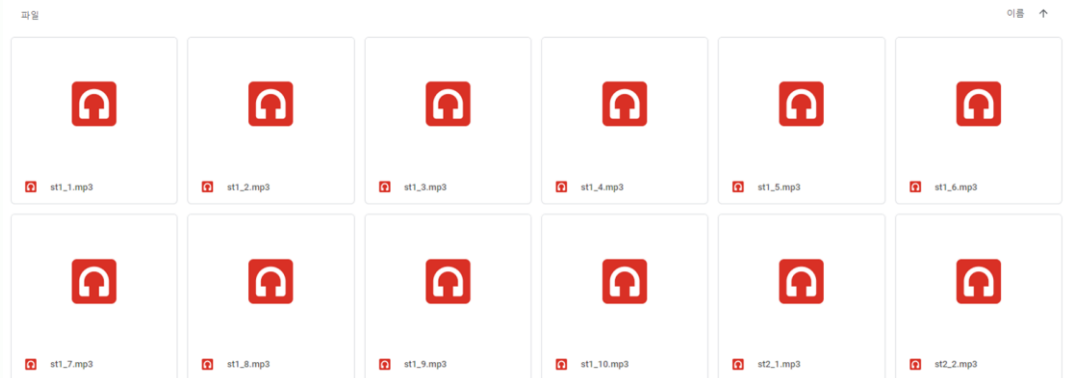 파일
이름
st1_1.mp3 st1_2.mp3 st1_3.mp3 st1_4.mp3 st1_5.mp3 st1_6.mp3
st1_7.mp3 st1_8.mp3 st1_9.mp3 st1_10.mp3 st2_1.mp3 st2_2.mp3